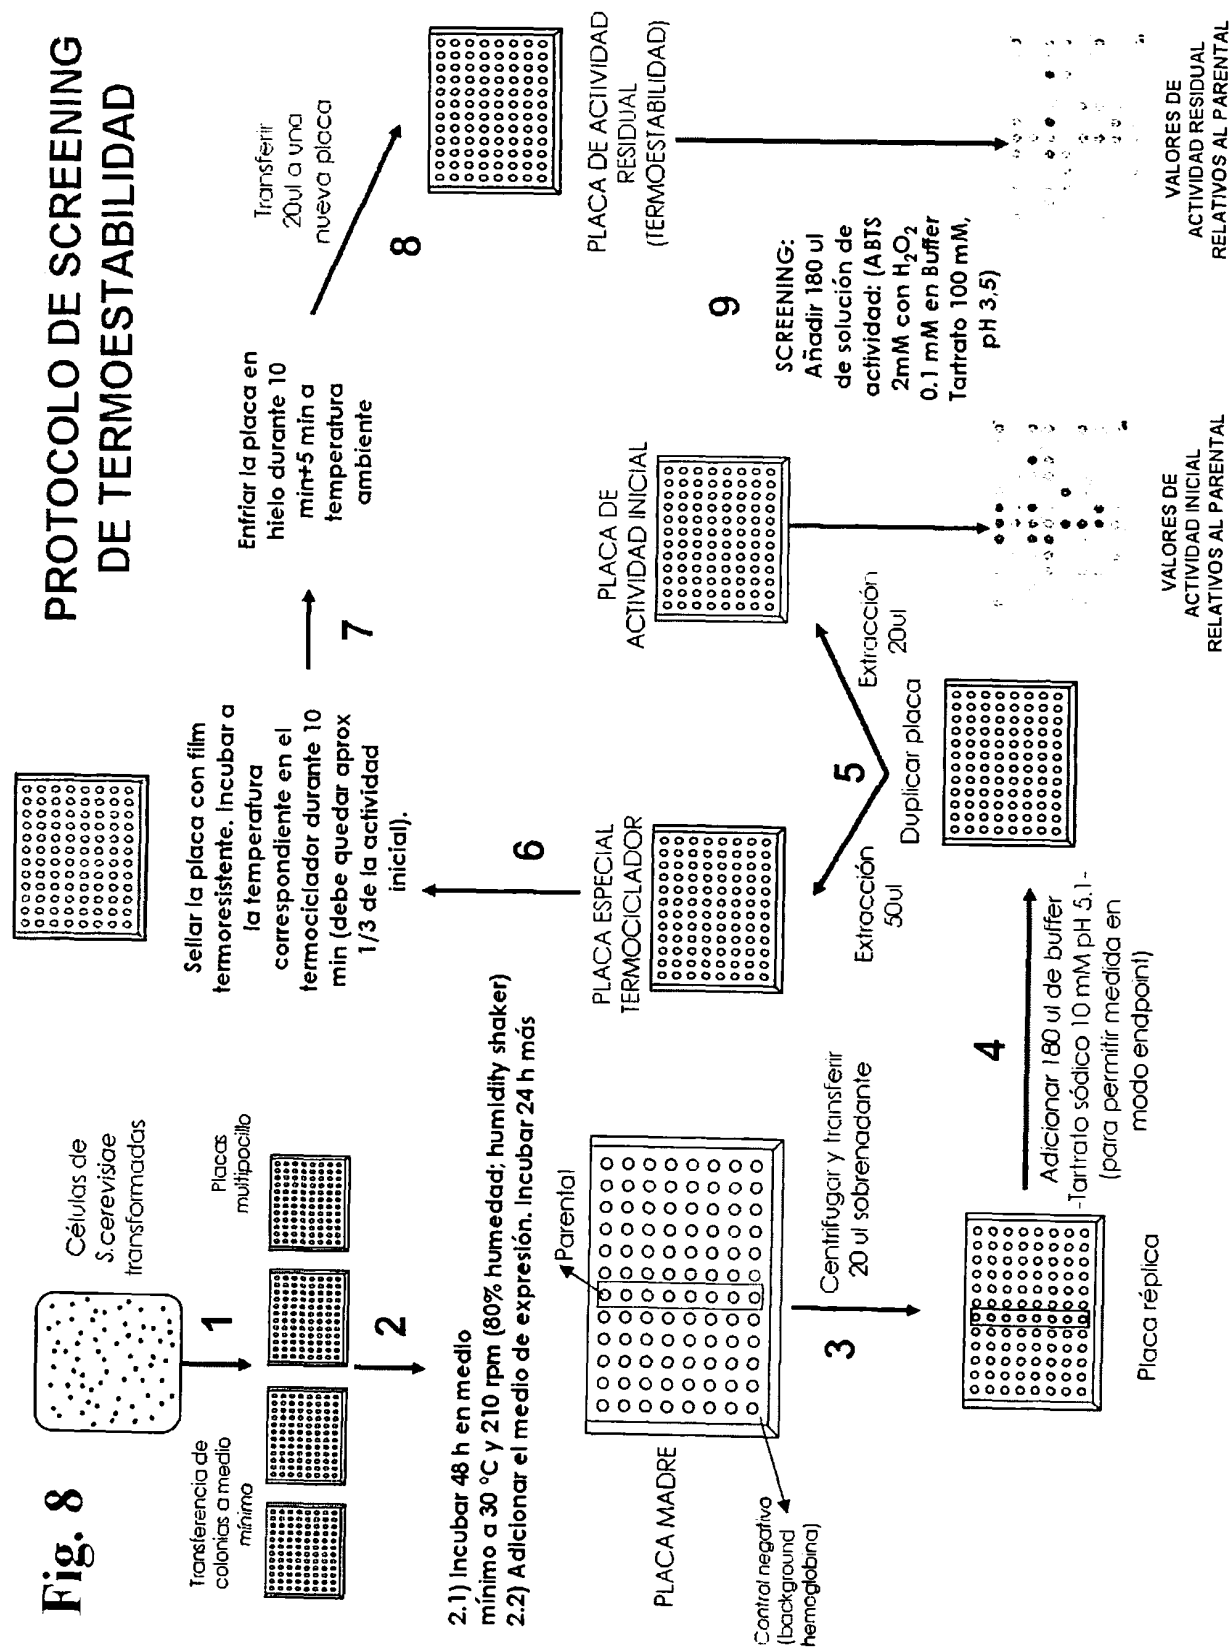 Fig. 8
PROTOCOLO DE SCREENING
DE TERMOESTABILIDAD
Células de
S.cerevisiae
transformadas
1
Transferencia de
colonias a medio
mínimo
Placas
multipocillo
2
2.1) Incubar 48 h en medio
mínimo a 30 °C y 210 rpm (80% humedad; humidity shaker)
2.2) Adicionar el medio de expresión. Incubar 24 h más
PLACA MADRE
Parental
Control negativo
(background
hemoglobina)
3
Centrifugar y transferir
20 ul sobrenadante
Placa réplica
4
Adicionar 180 ul de buffer
-Tartrato sódico 10 mM pH 5.1-
(para permitir medida en
modo endpoint)
Duplicar placa
5
Extracción
50ul
Extracción
20ul
PLACA ESPECIAL
TERMOCICLADOR
PLACA DE
ACTIVIDAD INICIAL
6
Sellar la placa con film
termoresistente. Incubar a
la temperatura
correspondiente en el
termociclador durante 10
min (debe quedar aprox
1/3 de la actividad
inicial).
7
Enfriar la placa en
hielo durante 10
min+5 min a
temperatura
ambiente
8
Transferir
20ul a una
nueva placa
PLACA DE ACTIVIDAD
RESIDUAL
(TERMOESTABILIDAD)
9
SCREENING:
Añadir 180 ul
de solución de
actividad: (ABTS
2mM con H₂O₂
0.1 mM en Buffer
Tartrato 100 mM,
pH 3,5)
VALORES DE
ACTIVIDAD INICIAL
RELATIVOS AL PARENTAL
VALORES DE
ACTIVIDAD RESIDUAL
RELATIVOS AL PARENTAL